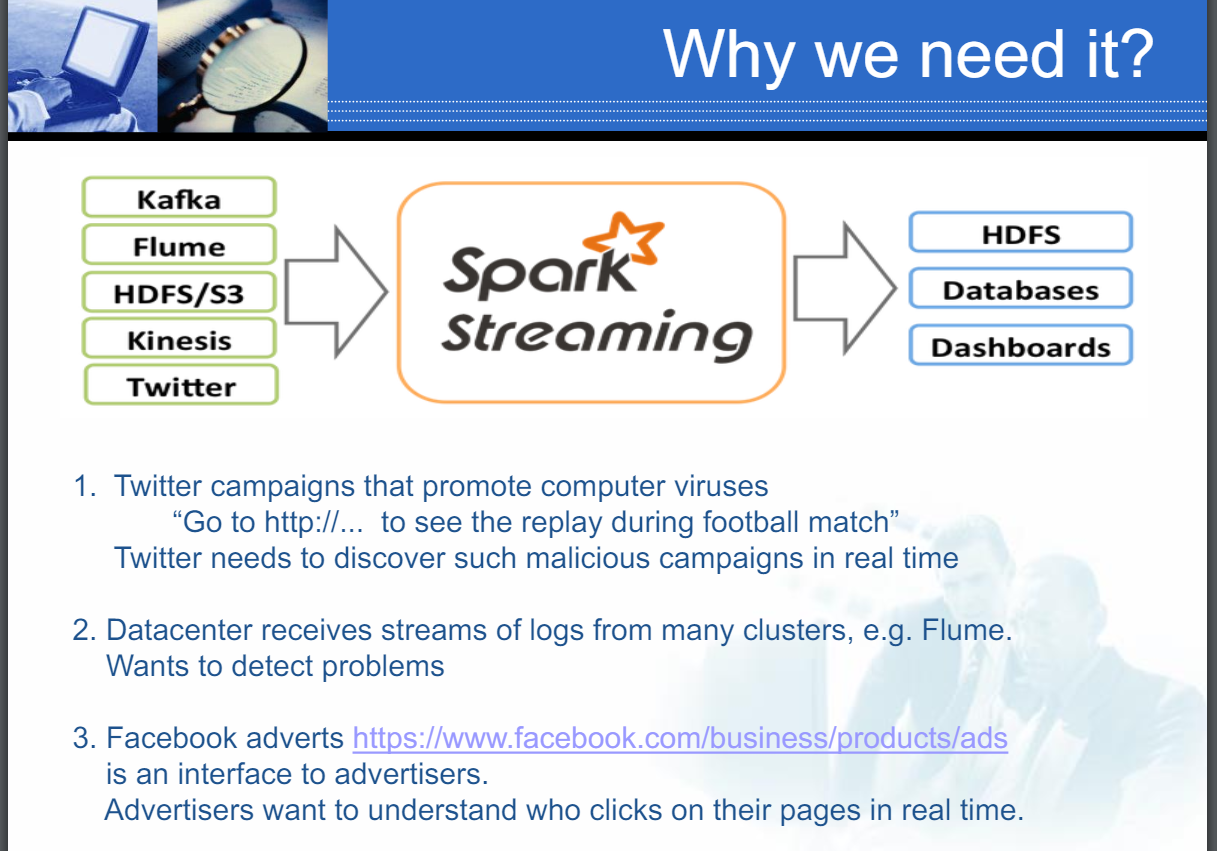 Why we need it?
Kafka
Flume
HDFS/S3
Kinesis
Twitter
Spark
Streaming
HDFS
Databases
Dashboards
1. Twitter campaigns that promote computer viruses
“Go to http://... to see the replay during football match”
Twitter needs to discover such malicious campaigns in real time
2. Datacenter receives streams of logs from many clusters, e.g. Flume.
Wants to detect problems
3. Facebook adverts https://www.facebook.com/business/products/ads
is an interface to advertisers.
Advertisers want to understand who clicks on their pages in real time.